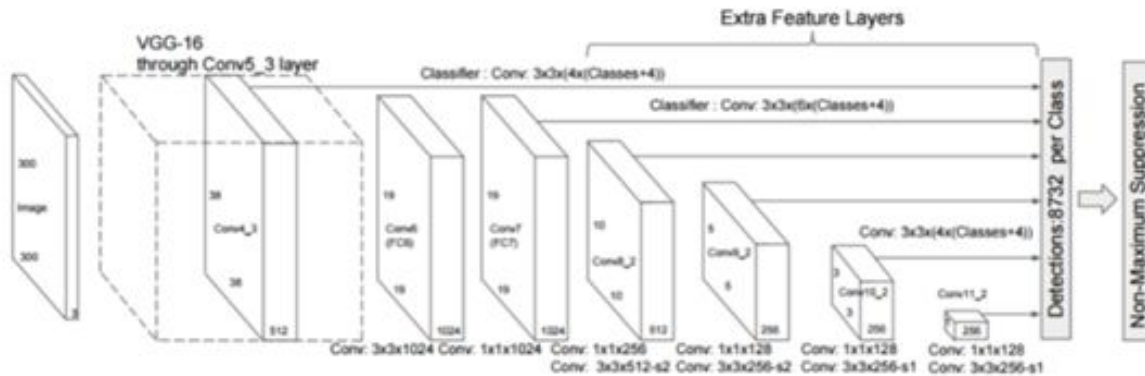 Extra Feature Layers
VGG-16
through Conv5_3 layer
Classifier : Conv: 3x3x(4x(Classes+4))
Classifier : Conv: 3x3x(6x(Classes+4))
300
Image
300
3
38
Conv4_3
38
512
19
Conv6
(FC6)
19
1024
19
Conv7
(FC7)
19
1024
10
Conv8_2
10
512
5
Conv9_2
5
256
Conv: 3x3x(4x(Classes+4))
3
Conv10_2
3
256
Conv11_2
256
Detections:8732 per Class
Non-Maximum Suppression
Conv: 3x3x1024
Conv: 1x1x1024
Conv: 1x1x256
Conv: 3x3x512-s2
Conv: 1x1x128
Conv: 3x3x256-s2
Conv: 1x1x128
Conv: 3x3x256-s1
Conv: 1x1x128
Conv: 3x3x256-s1